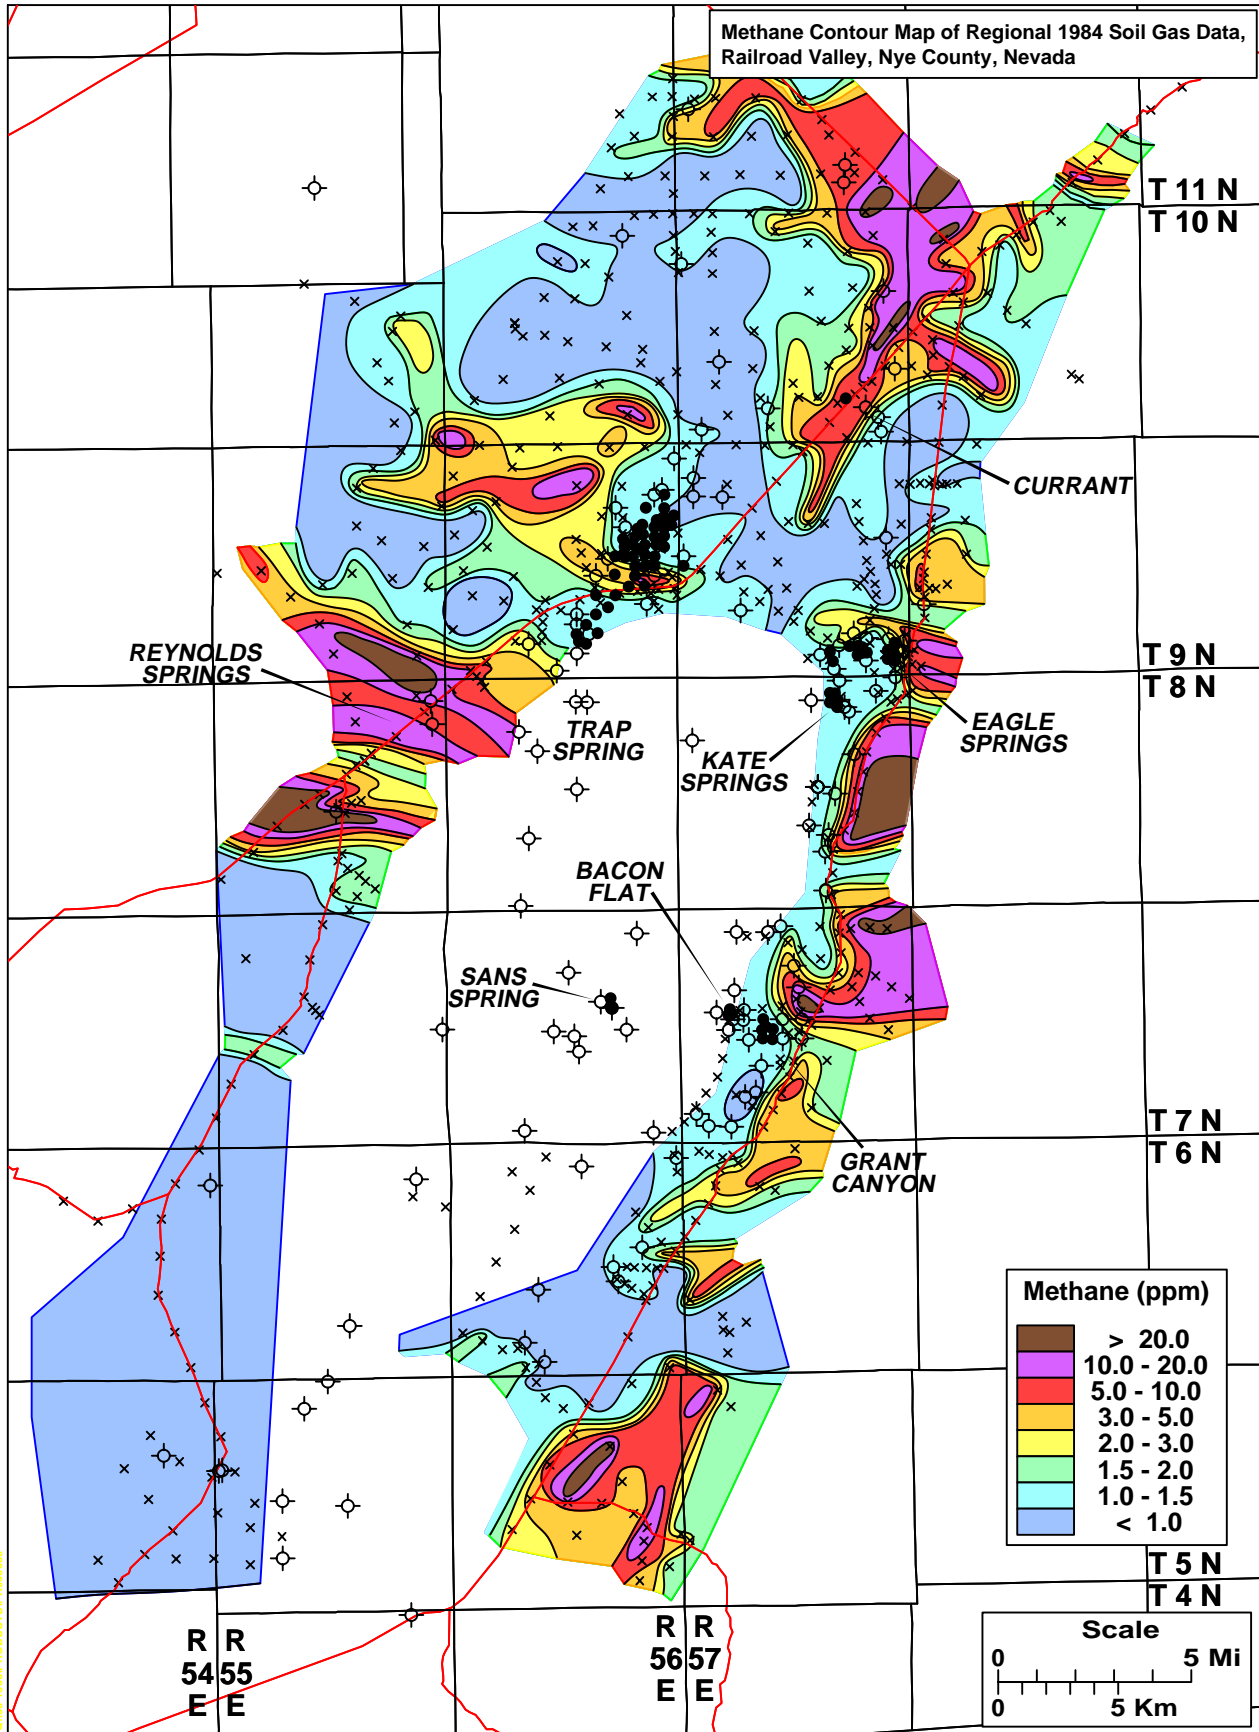 Methane Contour Map of Regional 1984 Soil Gas Data,
Railroad Valley, Nye County, Nevada
T 11 N
T 10 N
CURRANT
REYNOLDS
SPRINGS
T 9 N
T 8 N
TRAP
SPRING
KATE
SPRINGS
EAGLE
SPRINGS
BACON
FLAT
SANS
SPRING
T 7 N
T 6 N
GRANT
CANYON
Methane (ppm)
> 20.0
10.0 - 20.0
5.0 - 10.0
3.0 - 5.0
2.0 - 3.0
1.5 - 2.0
1.0 - 1.5
< 1.0
T 5 N
T 4 N
R R
54 55
E E
R R
56 57
E E
Scale
0 5 Mi
0 5 Km